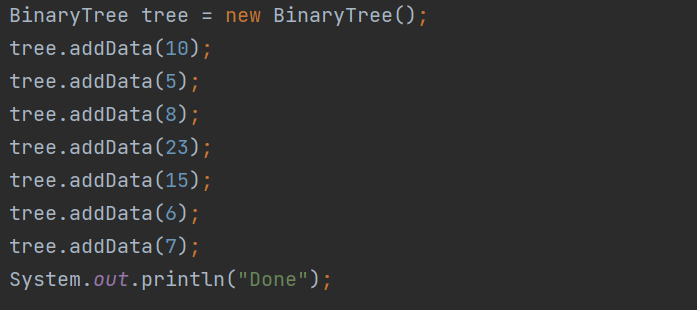 BinaryTree tree = new BinaryTree();
tree.addData(10);
tree.addData(5);
tree.addData(8);
tree.addData(23);
tree.addData(15);
tree.addData(6);
tree.addData(7);
System.out.println("Done");